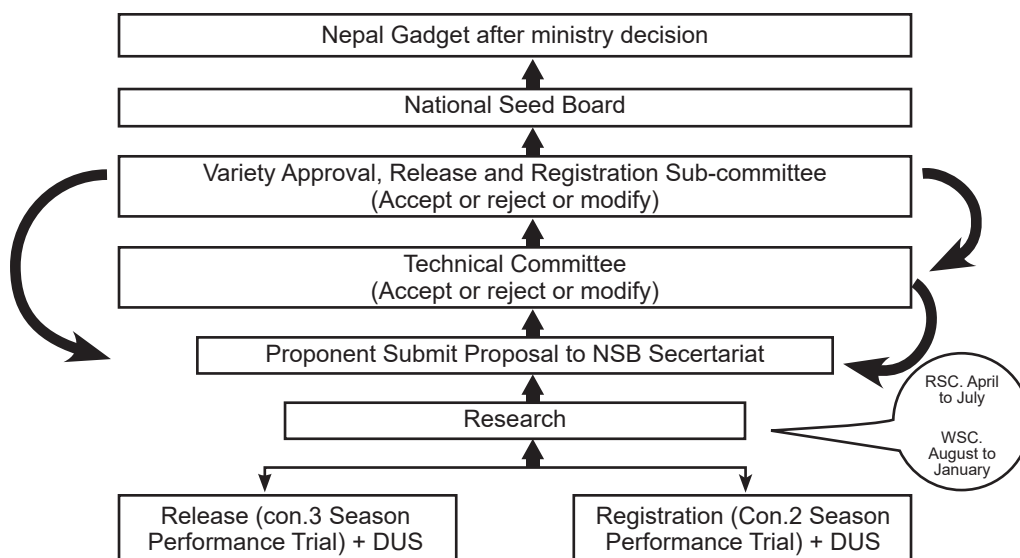 Nepal Gadget after ministry decision
National Seed Board
Variety Approval, Release and Registration Sub-committee
(Accept or reject or modify)
Technical Committee
(Accept or reject or modify)
Proponent Submit Proposal to NSB Secertariat
RSC. April
to July
WSC.
August to
January
Research
Release (con.3 Season
Performance Trial) + DUS
Registration (Con.2 Season
Performance Trial) + DUS